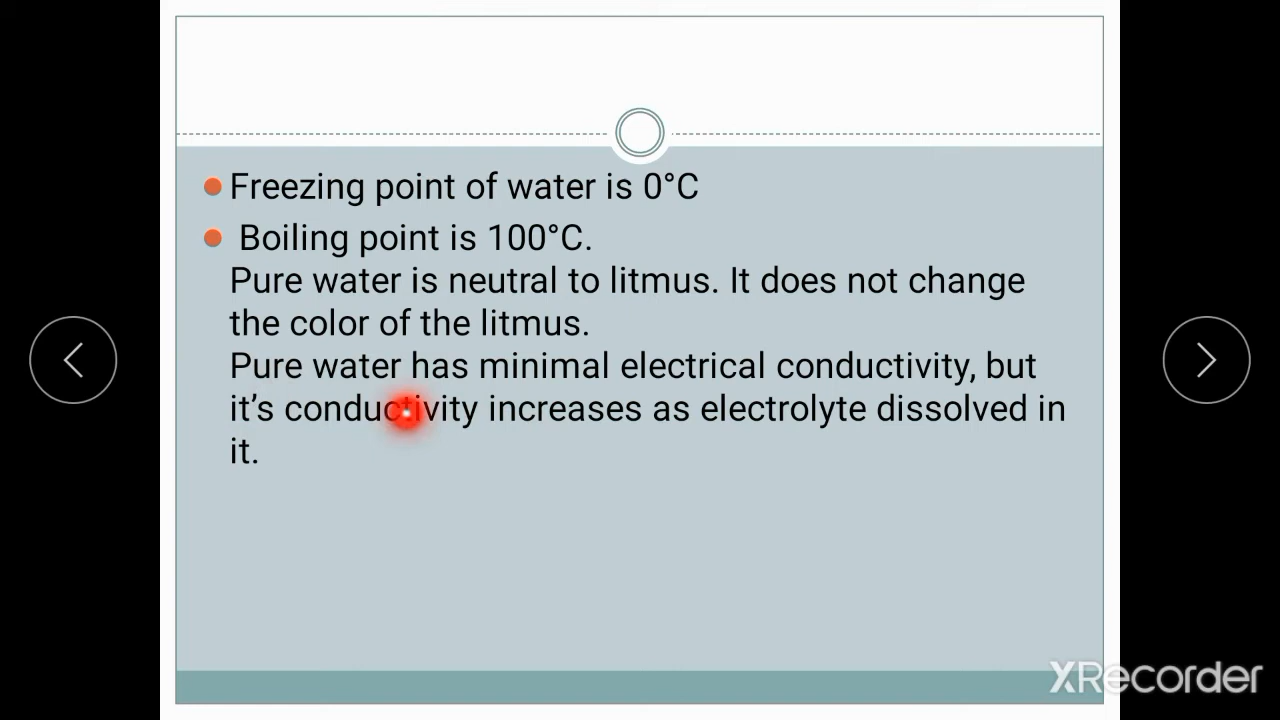 Freezing point of water is 0°C
Boiling point is 100°C.
Pure water is neutral to litmus. It does not change
the color of the litmus.
Pure water has minimal electrical conductivity, but
it’s conductivity increases as electrolyte dissolved in
it.
XRecorder